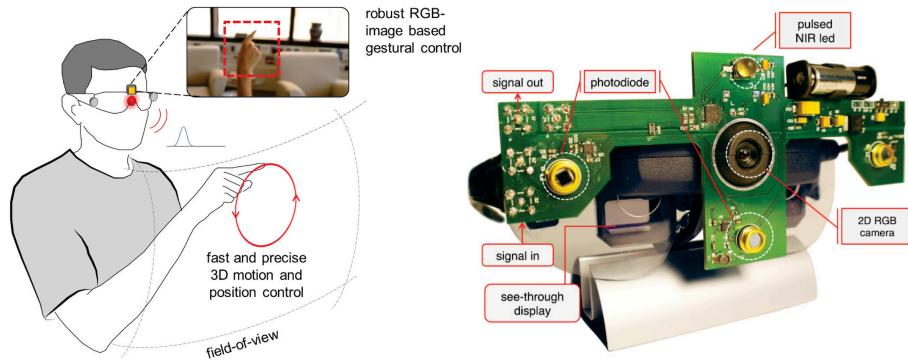 robust RGB-
image based
gestural control
fast and precise
3D motion and
position control
field-of-view
pulsed
NIR led
signal out
photodiode
signal in
2D RGB
camera
see-through
display